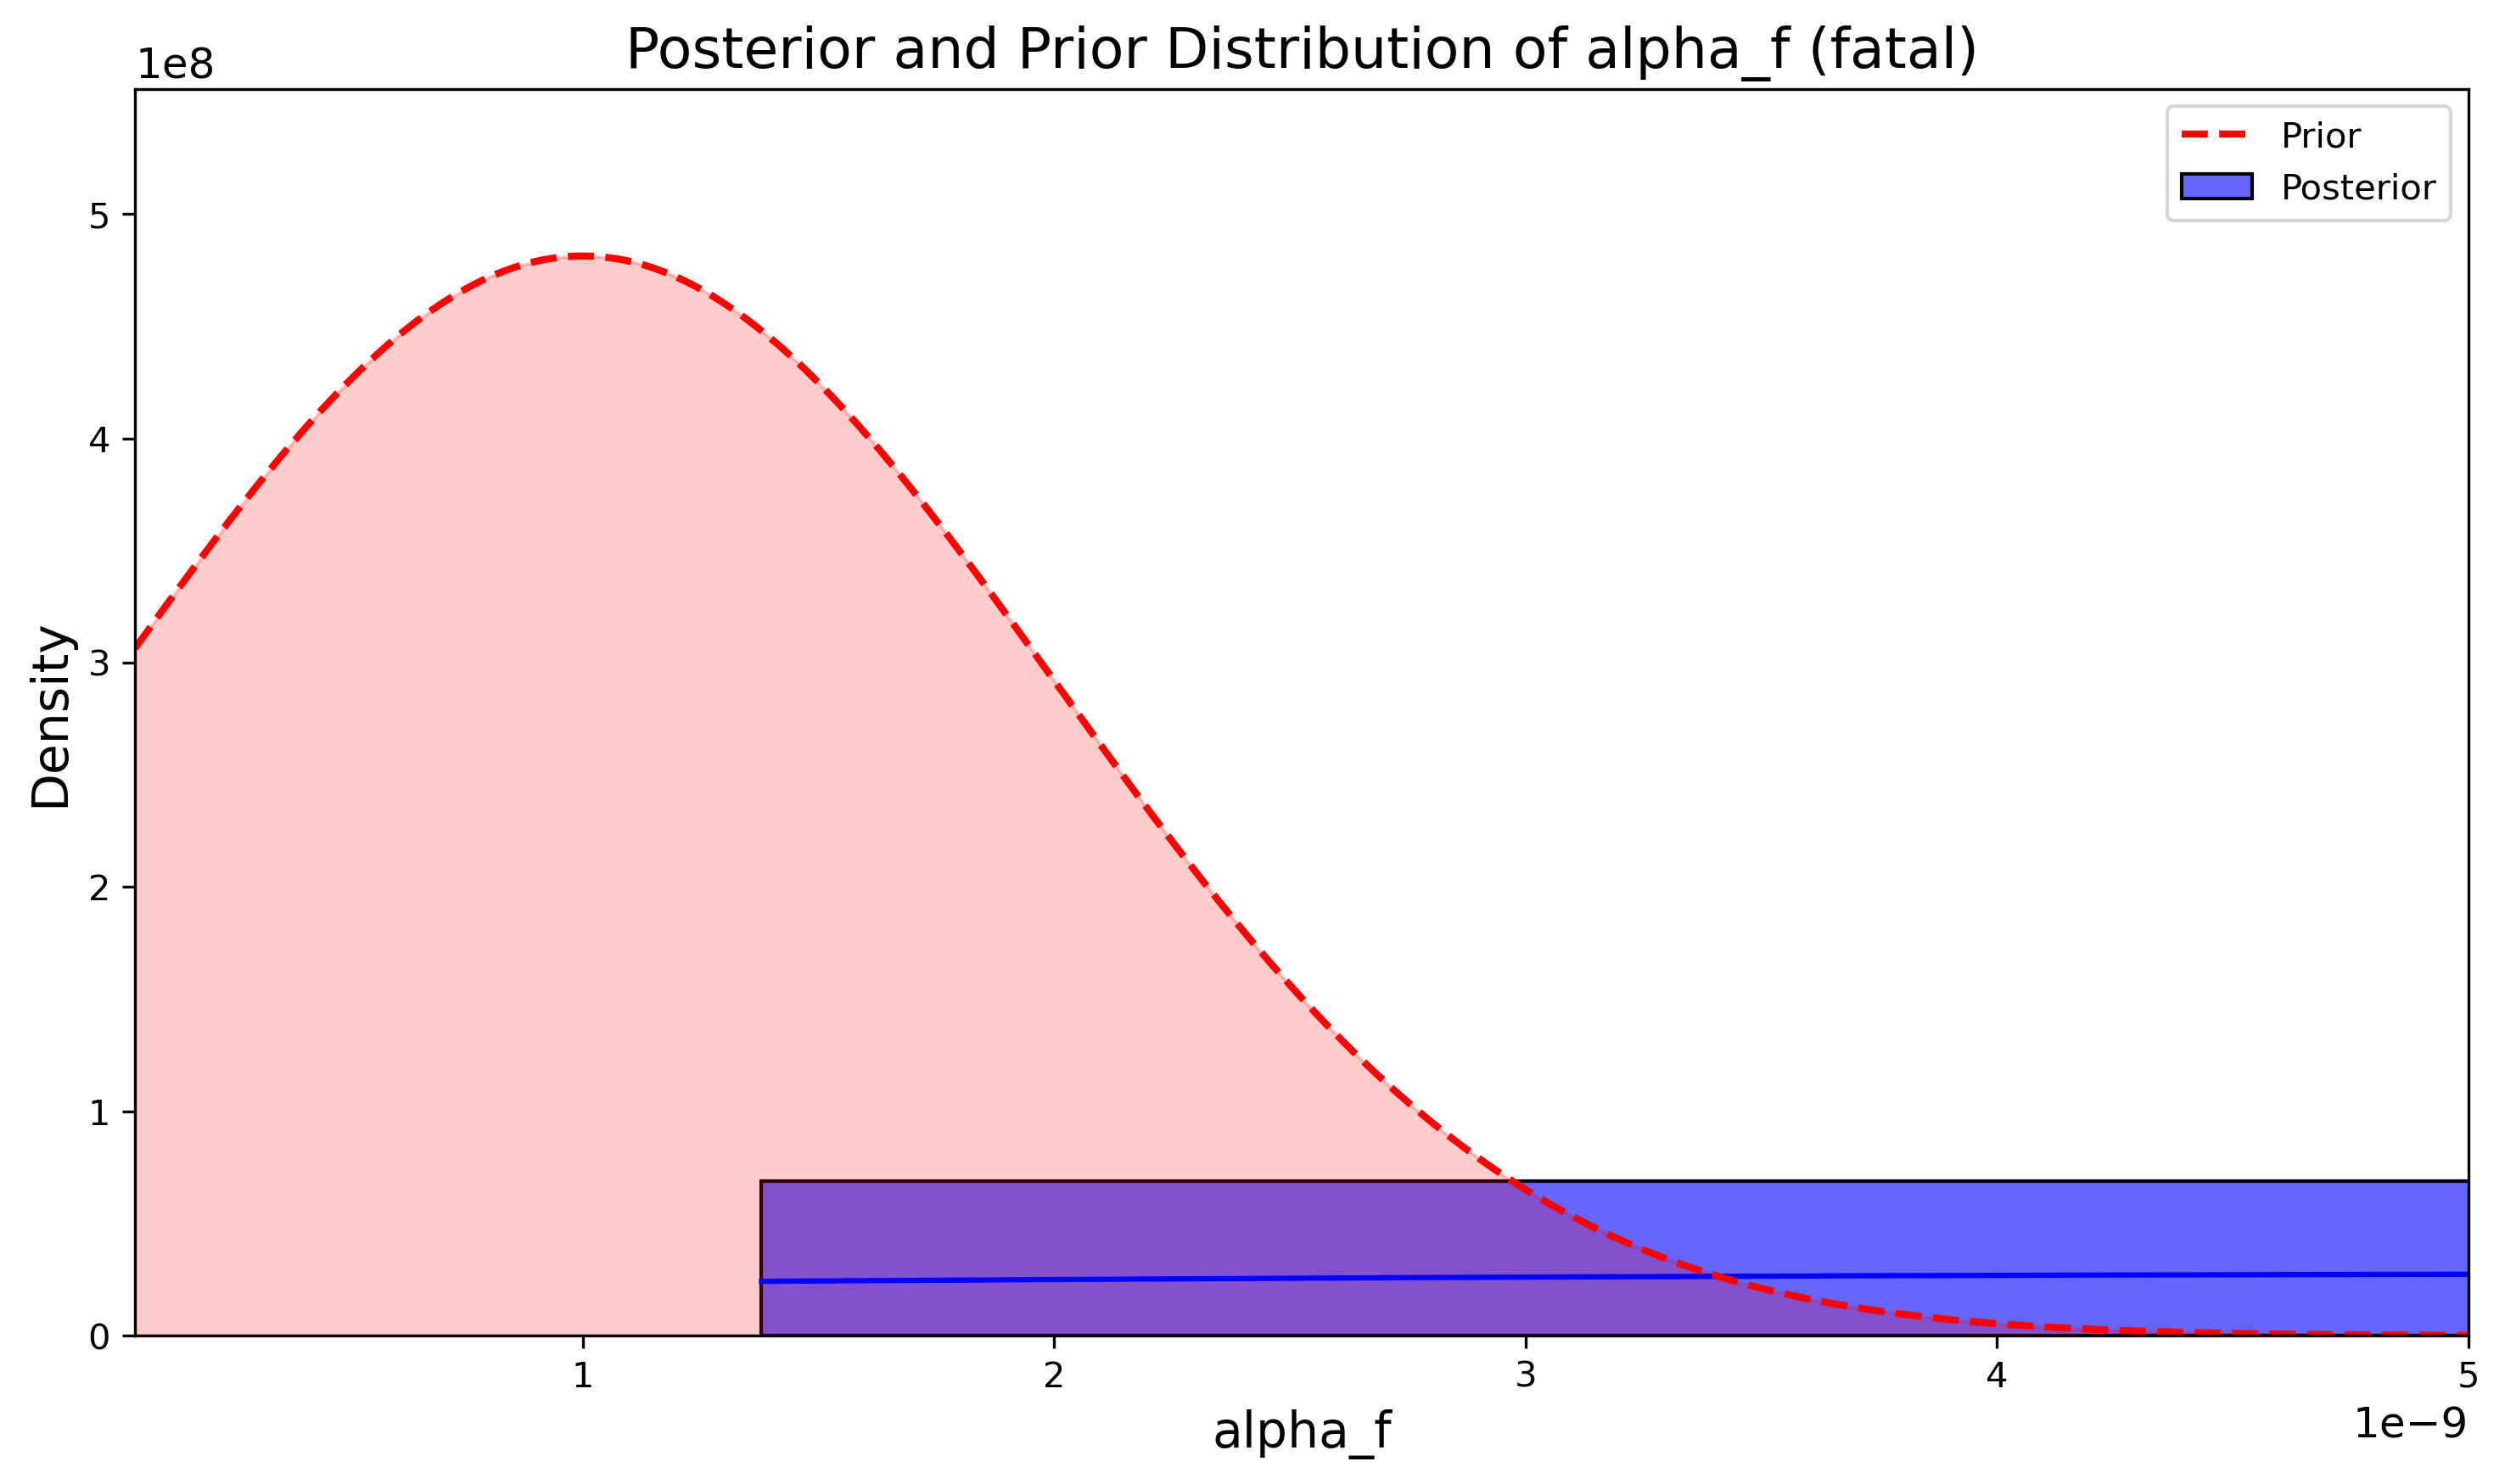 Posterior and Prior Distribution of alpha_f (fatal)
1e8
Prior
Posterior
5
4
3
2
1
0
Density
1 2 3 4 5
1e−9
alpha_f